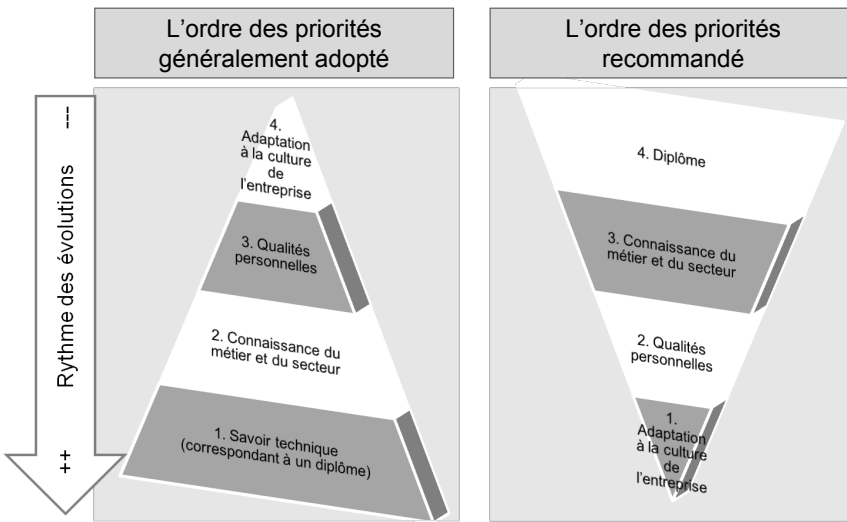 L'ordre des priorités
généralement adopté
L'ordre des priorités
recommandé
---
Rythme des évolutions
++
4.
Adaptation
à la culture
de
l'entreprise
3. Qualités
personnelles
2. Connaissance du
métier et du secteur
1. Savoir technique
(correspondant à un diplôme)
4. Diplôme
3. Connaissance du
métier et du secteur
2. Qualités
personnelles
1.
Adaptation
à la culture
de
l'entreprise